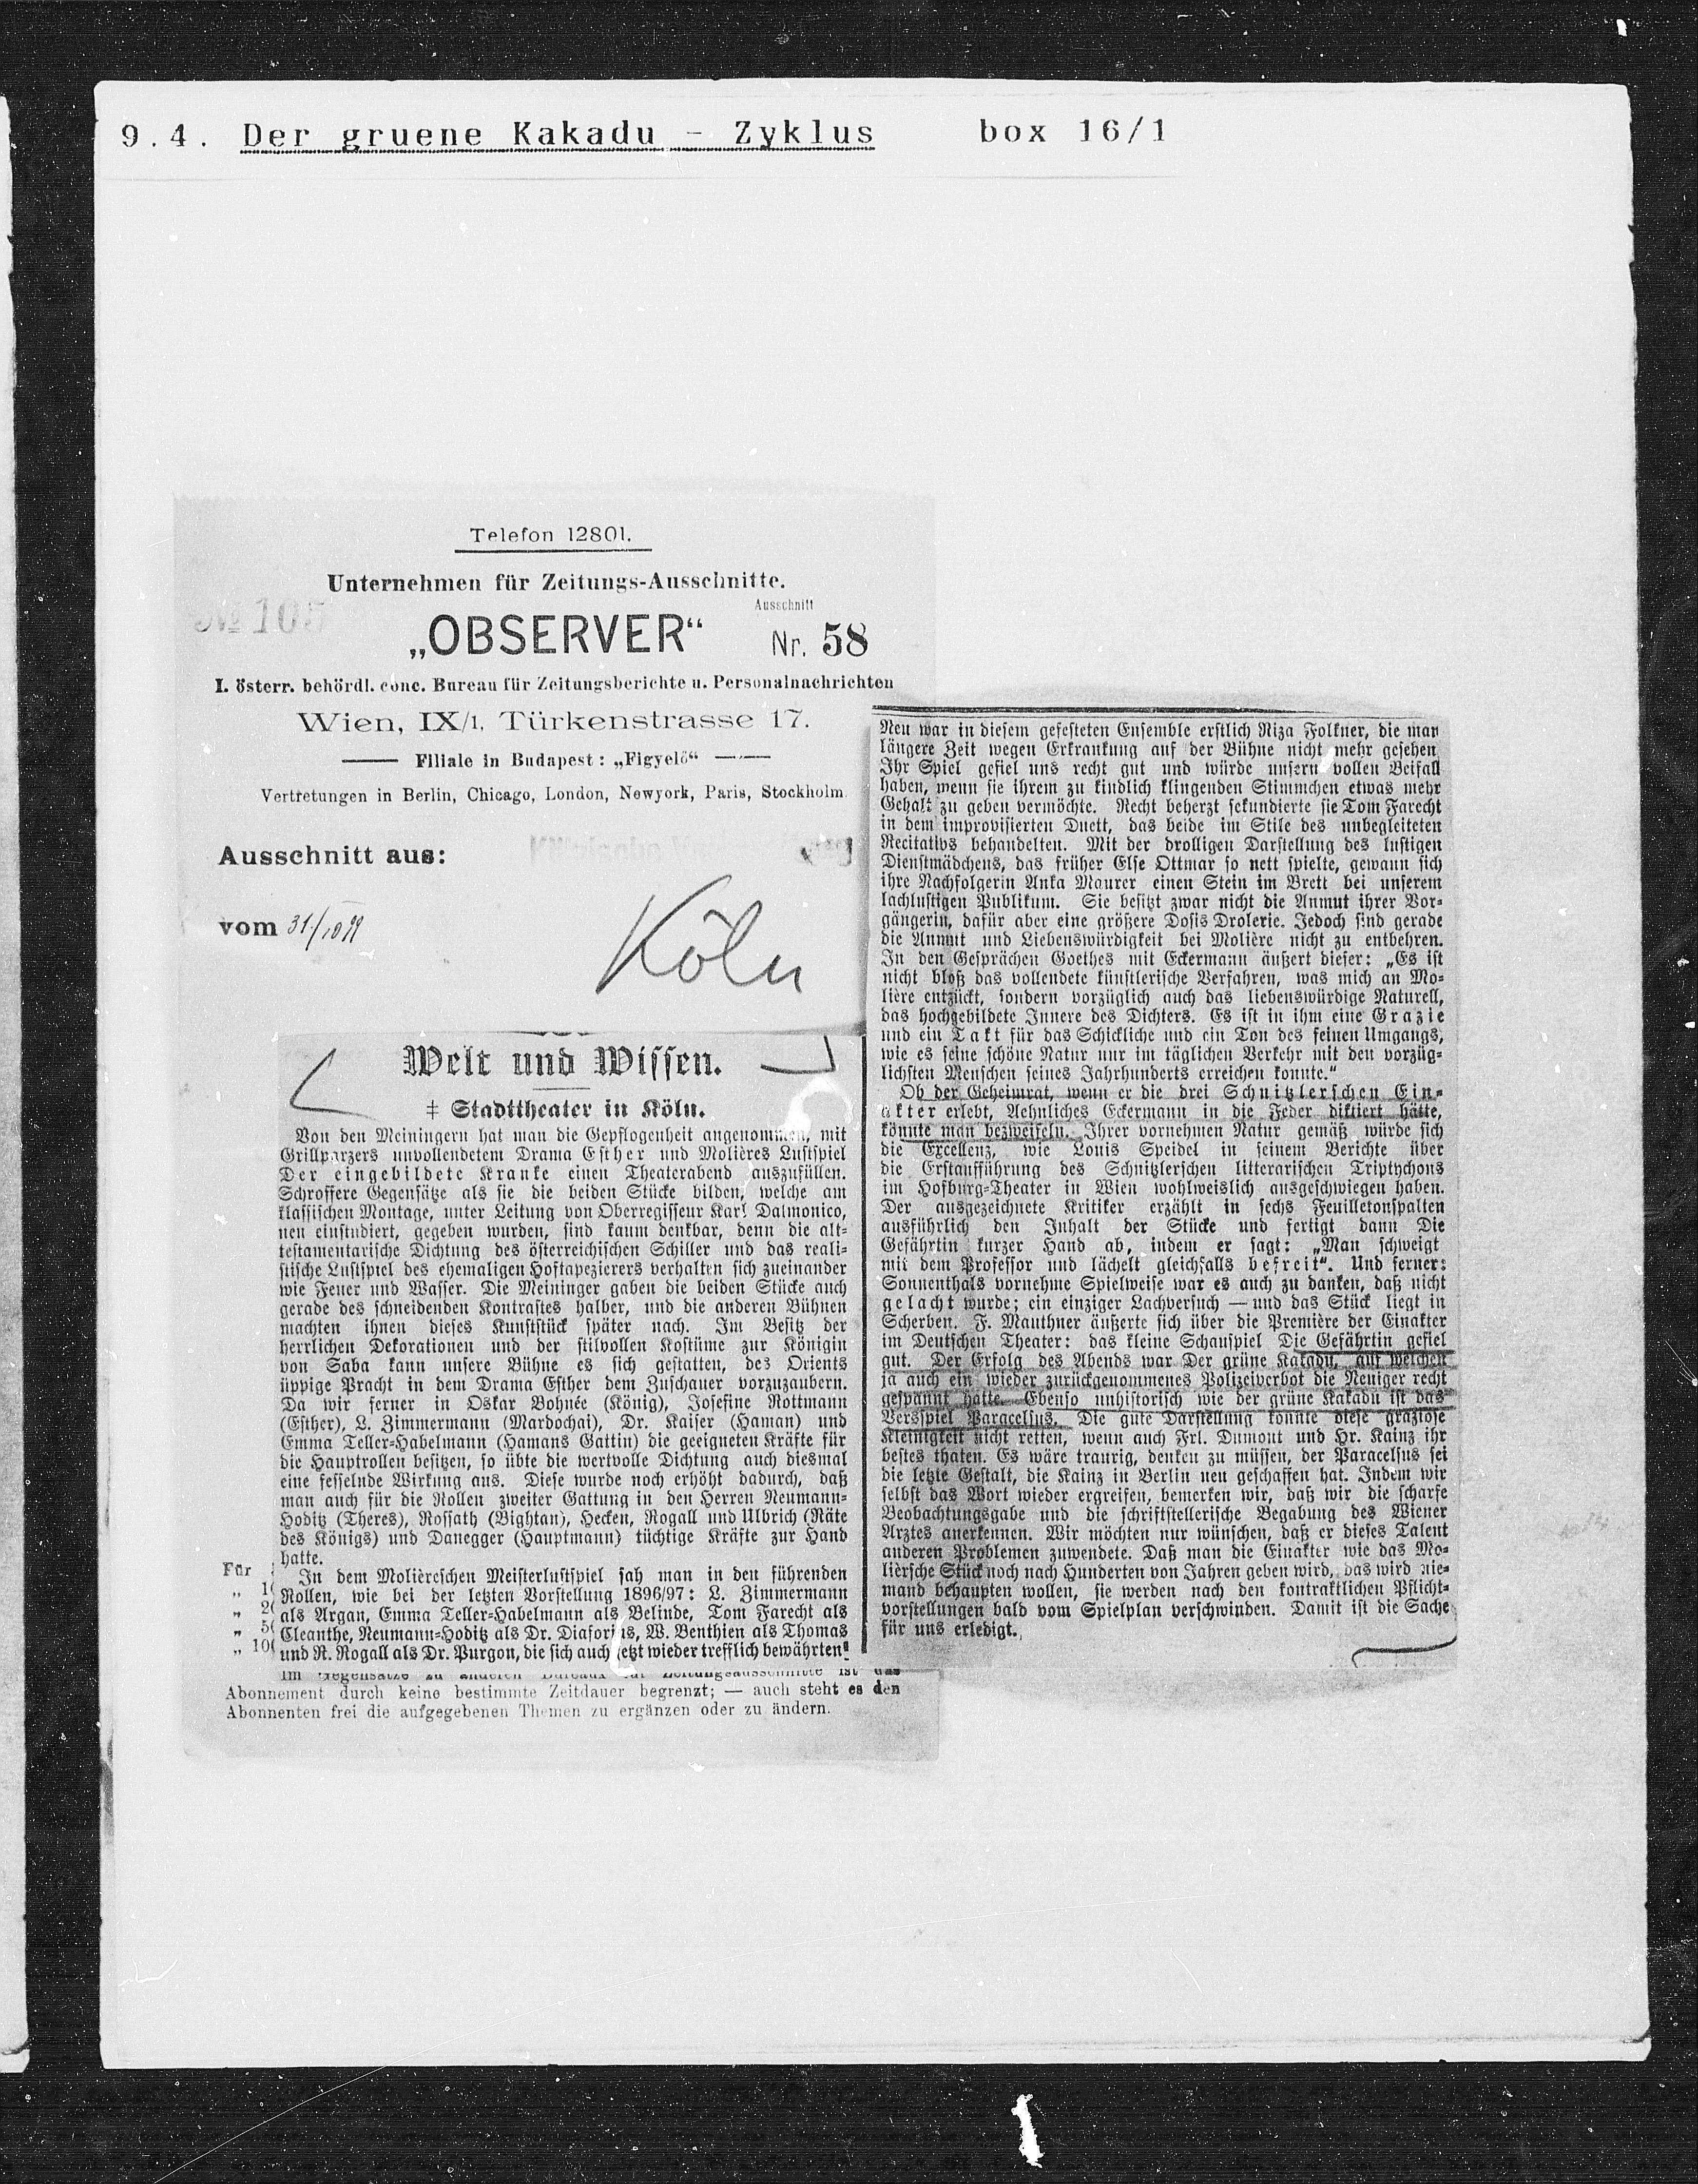 9.4. Der gruene Kakadu - Zyklus box 16/1
Telefon 12801.
Unternehmen für Zeitungs-Ausschnitte.
№ 105
„OBSERVER“
Ausschnitt
Nr. 58
I. österr. behördl. conc. Bureau für Zeitungsberichte u. Personalnachrichten
Wien, IX/1, Türkenstrasse 17.
Filiale in Budapest: „Figyelő“
Vertretungen in Berlin, Chicago, London, Newyork, Paris, Stockholm.
Ausschnitt aus:
vom 31/10 99
Köln
Welt und Wissen.
‡ Stadttheater in Köln.
Von den Meiningern hat man die Gepflogenheit angenommen, mit
Grillparzers unvollendetem Drama Esther und Molières Lustspiel
Der eingebildete Kranke einen Theaterabend auszufüllen.
Schroffere Gegensätze als sie die beiden Stücke bilden, welche am
klassischen Montage, unter Leitung von Oberregisseur Karl Dalmonico,
neu einstudiert, gegeben wurden, sind kaum denkbar, denn die alt-
testamentarische Dichtung des österreichischen Schiller und das reali-
stische Lustspiel des ehemaligen Hoftapezierers verhalten sich zueinander
wie Feuer und Wasser. Die Meininger gaben die beiden Stücke auch
gerade des schneidenden Kontrastes halber, und die anderen Bühnen
machten ihnen dieses Kunststück später nach. Im Besitz der
herrlichen Dekorationen und der stilvollen Kostüme zur Königin
von Saba kann unsere Bühne es sich gestatten, des Orients
üppige Pracht in dem Drama Esther dem Zuschauer vorzuzaubern.
Da wir ferner in Oskar Bohnée (König), Josefine Rottmann
(Esther), L. Zimmermann (Mardochai), Dr. Kaiser (Haman) und
Emma Teller-Habelmann (Hamans Gattin) die geeigneten Kräfte für
die Hauptrollen besitzen, so übte die wertvolle Dichtung auch diesmal
eine fesselnde Wirkung aus. Diese wurde noch erhöht dadurch, daß
man auch für die Rollen zweiter Gattung in den Herren Neumann-
Hoditz (Theres), Rossath (Bightan), Hecken, Rogall und Ulbrich (Räte
des Königs) und Danegger (Hauptmann) tüchtige Kräfte zur Hand
hatte.
In dem Molièreschen Meisterlustspiel sah man in den führenden
Rollen, wie bei der letzten Vorstellung 1896/97: L. Zimmermann
als Argan, Emma Teller-Habelmann als Belinde, Tom Farecht als
Cleanthe, Neumann-Hoditz als Dr. Diaforius, W. Benthien als Thomas
und R. Rogall als Dr. Purgon, die sich auch jetzt wieder trefflich bewährten.
Für
„ 1
„ 2
„ 5
„ 10
Im Gegensatze zu anderen Bureaux für Zeitungsausschnitte ist das
Abonnement durch keine bestimmte Zeitdauer begrenzt; — auch steht es den
Abonnenten frei die aufgegebenen Themen zu ergänzen oder zu ändern.
Neu war in diesem gefesteten Ensemble erstlich Riza Folkner, die man
längere Zeit wegen Erkrankung auf der Bühne nicht mehr gesehen.
Ihr Spiel gefiel uns recht gut und würde unsern vollen Beifall
haben, wenn sie ihrem zu kindlich klingenden Stimmchen etwas mehr
Gehalt zu geben vermöchte. Recht beherzt sekundierte sie Tom Farecht
in dem improvisierten Duett, das beide im Stile des unbegleiteten
Recitativs behandelten. Mit der drolligen Darstellung des lustigen
Dienstmädchens, das früher Else Ottmar so nett spielte, gewann sich
ihre Nachfolgerin Anka Maurer einen Stein im Brett bei unserem
lachlustigen Publikum. Sie besitzt zwar nicht die Anmut ihrer Vor-
gängerin, dafür aber eine größere Dosis Drolerie. Jedoch sind gerade
die Anmut und Liebenswürdigkeit bei Molière nicht zu entbehren.
In den Gesprächen Goethes mit Eckermann äußert dieser: „Es ist
nicht bloß das vollendete künstlerische Verfahren, was mich an Mo-
lière entzückt, sondern vorzüglich auch das liebenswürdige Naturell,
das hochgebildete Innere des Dichters. Es ist in ihm eine Grazie
und ein Takt für das Schickliche und ein Ton des feinen Umgangs,
wie es seine schöne Natur nur im täglichen Verkehr mit den vorzüg-
lichsten Menschen seines Jahrhunderts erreichen konnte.“
Ob der Geheimrat, wenn er die drei Schnitzlerschen Ein-
akter erlebt, Aehnliches Eckermann in die Feder diktiert hätte,
könnte man bezweifeln. Ihrer vornehmen Natur gemäß würde sich
die Excellenz, wie Louis Speidel in seinem Berichte über
die Erstaufführung des Schnitzlerschen litterarischen Triptychons
im Hofburg-Theater in Wien wohlweislich ausgeschwiegen haben.
Der ausgezeichnete Kritiker erzählt in sechs Feuilletonspalten
ausführlich den Inhalt der Stücke und fertigt dann Die
Gefährtin kurzer Hand ab, indem er sagt: „Man schweigt
mit dem Professor und lächelt gleichfalls befreit“. Und ferner:
Sonnenthals vornehme Spielweise war es auch zu danken, daß nicht
gelacht wurde; ein einziger Lachversuch — und das Stück liegt in
Scherben. F. Mauthner äußerte sich über die Première der Einakter
im Deutschen Theater: das kleine Schauspiel Die Gefährtin gefiel
gut. Der Erfolg des Abends war Der grüne Kakadu, auf welchen
ja auch ein wieder zurückgenommenes Polizeiverbot die Neuiger recht
gespannt hatte. Ebenso unhistorisch wie der grüne Kakadu ist das
Versspiel Paracelsus. Die gute Darstellung konnte diese graziöse
Kleinigkeit nicht retten, wenn auch Frl. Dumont und Hr. Kainz ihr
bestes thaten. Es wäre traurig, denken zu müssen, der Paracelsus sei
die letzte Gestalt, die Kainz in Berlin neu geschaffen hat. Indem wir
selbst das Wort wieder ergreifen, bemerken wir, daß wir die scharfe
Beobachtungsgabe und die schriftstellerische Begabung des Wiener
Arztes anerkennen. Wir möchten nur wünschen, daß er dieses Talent
anderen Problemen zuwendete. Daß man die Einakter wie das Mo-
lièrsche Stück noch nach Hunderten von Jahren geben wird, das wird nie-
mand behaupten wollen, sie werden nach den kontraktlichen Pflicht-
vorstellungen bald vom Spielplan verschwinden. Damit ist die Sache
für uns erledigt.